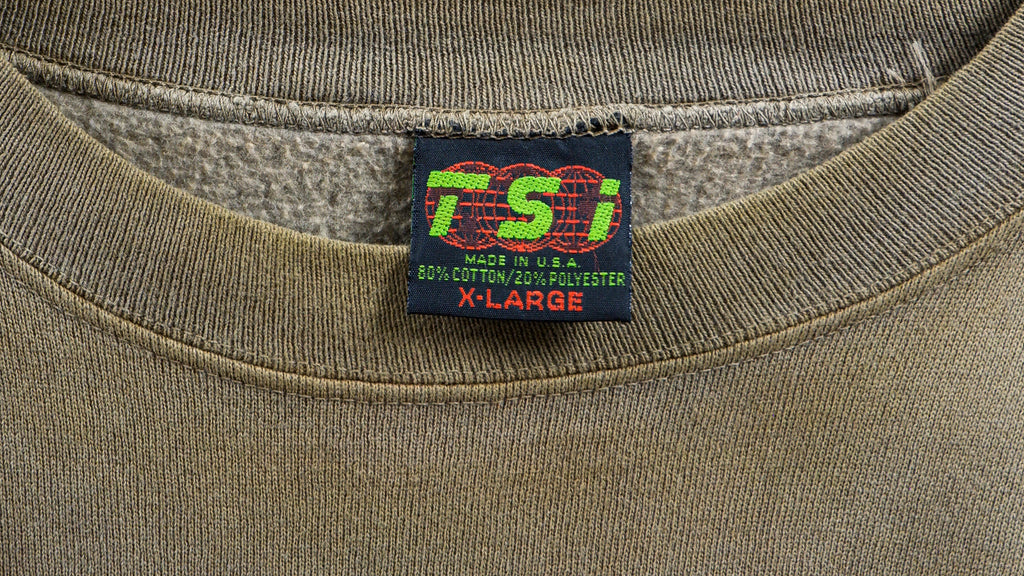 TSi
MADE IN U.S.A
80% COTTON/20% POLYESTER
X-LARGE